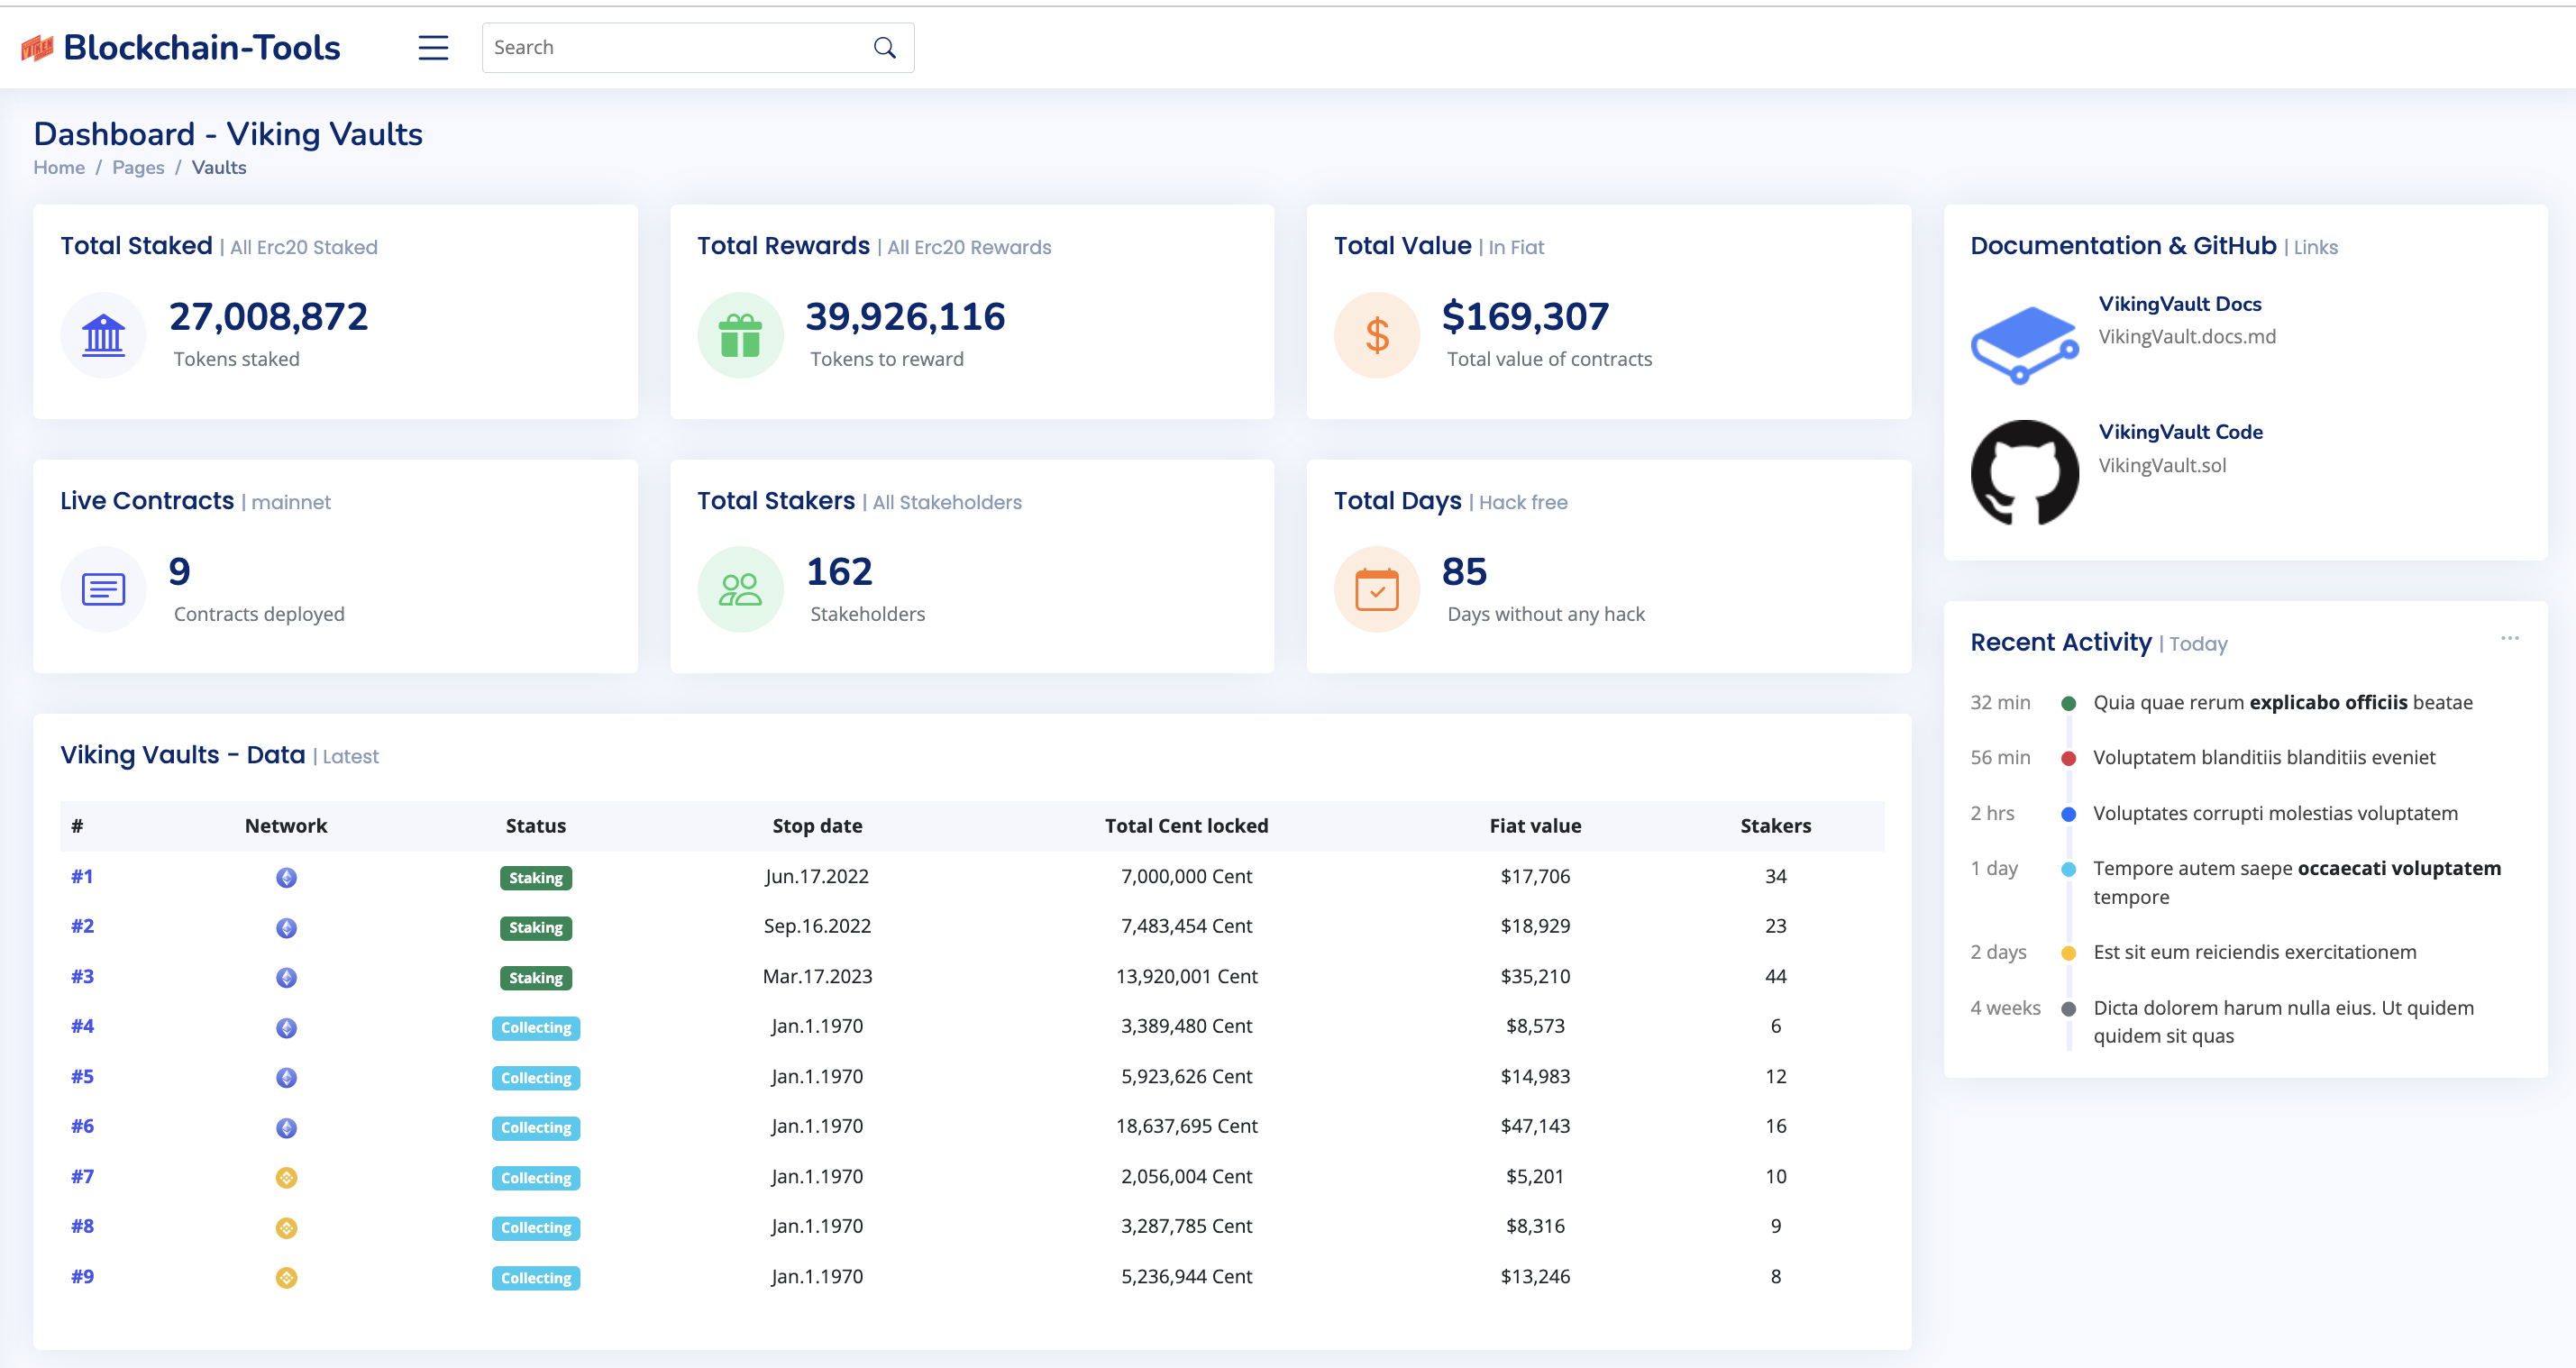 Blockchain-Tools
Search
Dashboard - Viking Vaults
Home / Pages / Vaults
Total Staked | All Erc20 Staked
27,008,872
Tokens staked
Total Rewards | All Erc20 Rewards
39,926,116
Tokens to reward
Total Value | In Fiat
$169,307
Total value of contracts
Live Contracts | mainnet
9
Contracts deployed
Total Stakers | All Stakeholders
162
Stakeholders
Total Days | Hack free
85
Days without any hack
Viking Vaults - Data | Latest
# Network Status Stop date Total Cent locked Fiat value Stakers
#1 Staking Jun.17.2022 7,000,000 Cent $17,706 34
#2 Staking Sep.16.2022 7,483,454 Cent $18,929 23
#3 Staking Mar.17.2023 13,920,001 Cent $35,210 44
#4 Collecting Jan.1.1970 3,389,480 Cent $8,573 6
#5 Collecting Jan.1.1970 5,923,626 Cent $14,983 12
#6 Collecting Jan.1.1970 18,637,695 Cent $47,143 16
#7 Collecting Jan.1.1970 2,056,004 Cent $5,201 10
#8 Collecting Jan.1.1970 3,287,785 Cent $8,316 9
#9 Collecting Jan.1.1970 5,236,944 Cent $13,246 8
Documentation & GitHub | Links
VikingVault Docs
VikingVault.docs.md
VikingVault Code
VikingVault.sol
Recent Activity | Today
32 min Quia quae rerum explicabo officiis beatae
56 min Voluptatem blanditiis blanditiis eveniet
2 hrs Voluptates corrupti molestias voluptatem
1 day Tempore autem saepe occaecati voluptatem
tempore
2 days Est sit eum reiciendis exercitationem
4 weeks Dicta dolorem harum nulla eius. Ut quidem
quidem sit quas